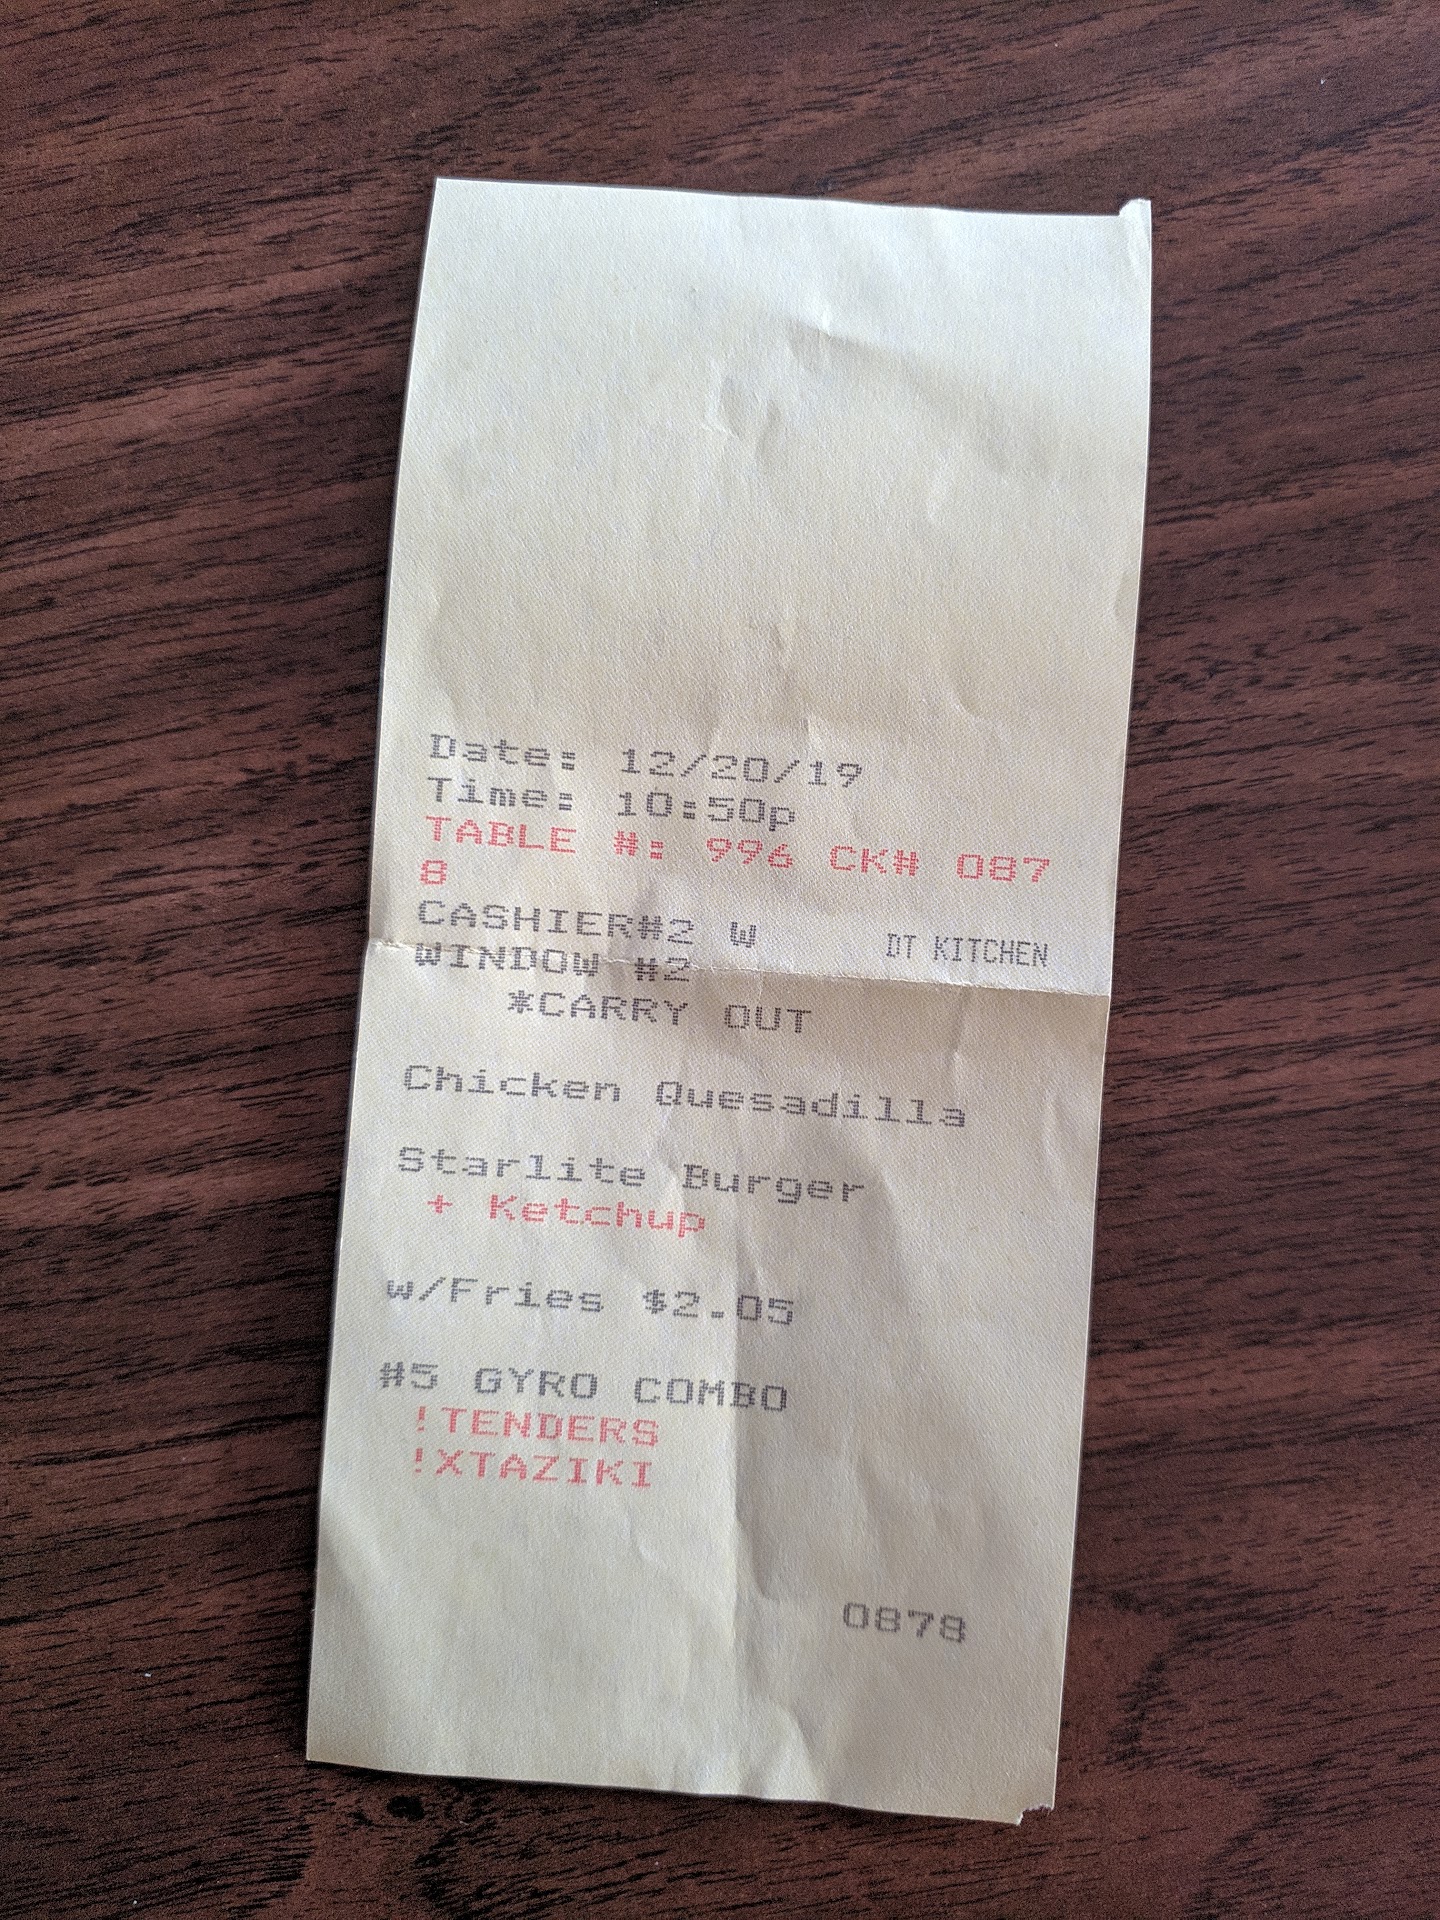 Date: 12/20/19
Time: 10:50p
TABLE #: 996 CK# 087
8
CASHIER#2 W DT KITCHEN
WINDOW #2
*CARRY OUT
Chicken Quesadilla
Starlite Burger
+ Ketchup
w/Fries $2.05
#5 GYRO COMBO
!TENDERS
!XTAZIKI
0878